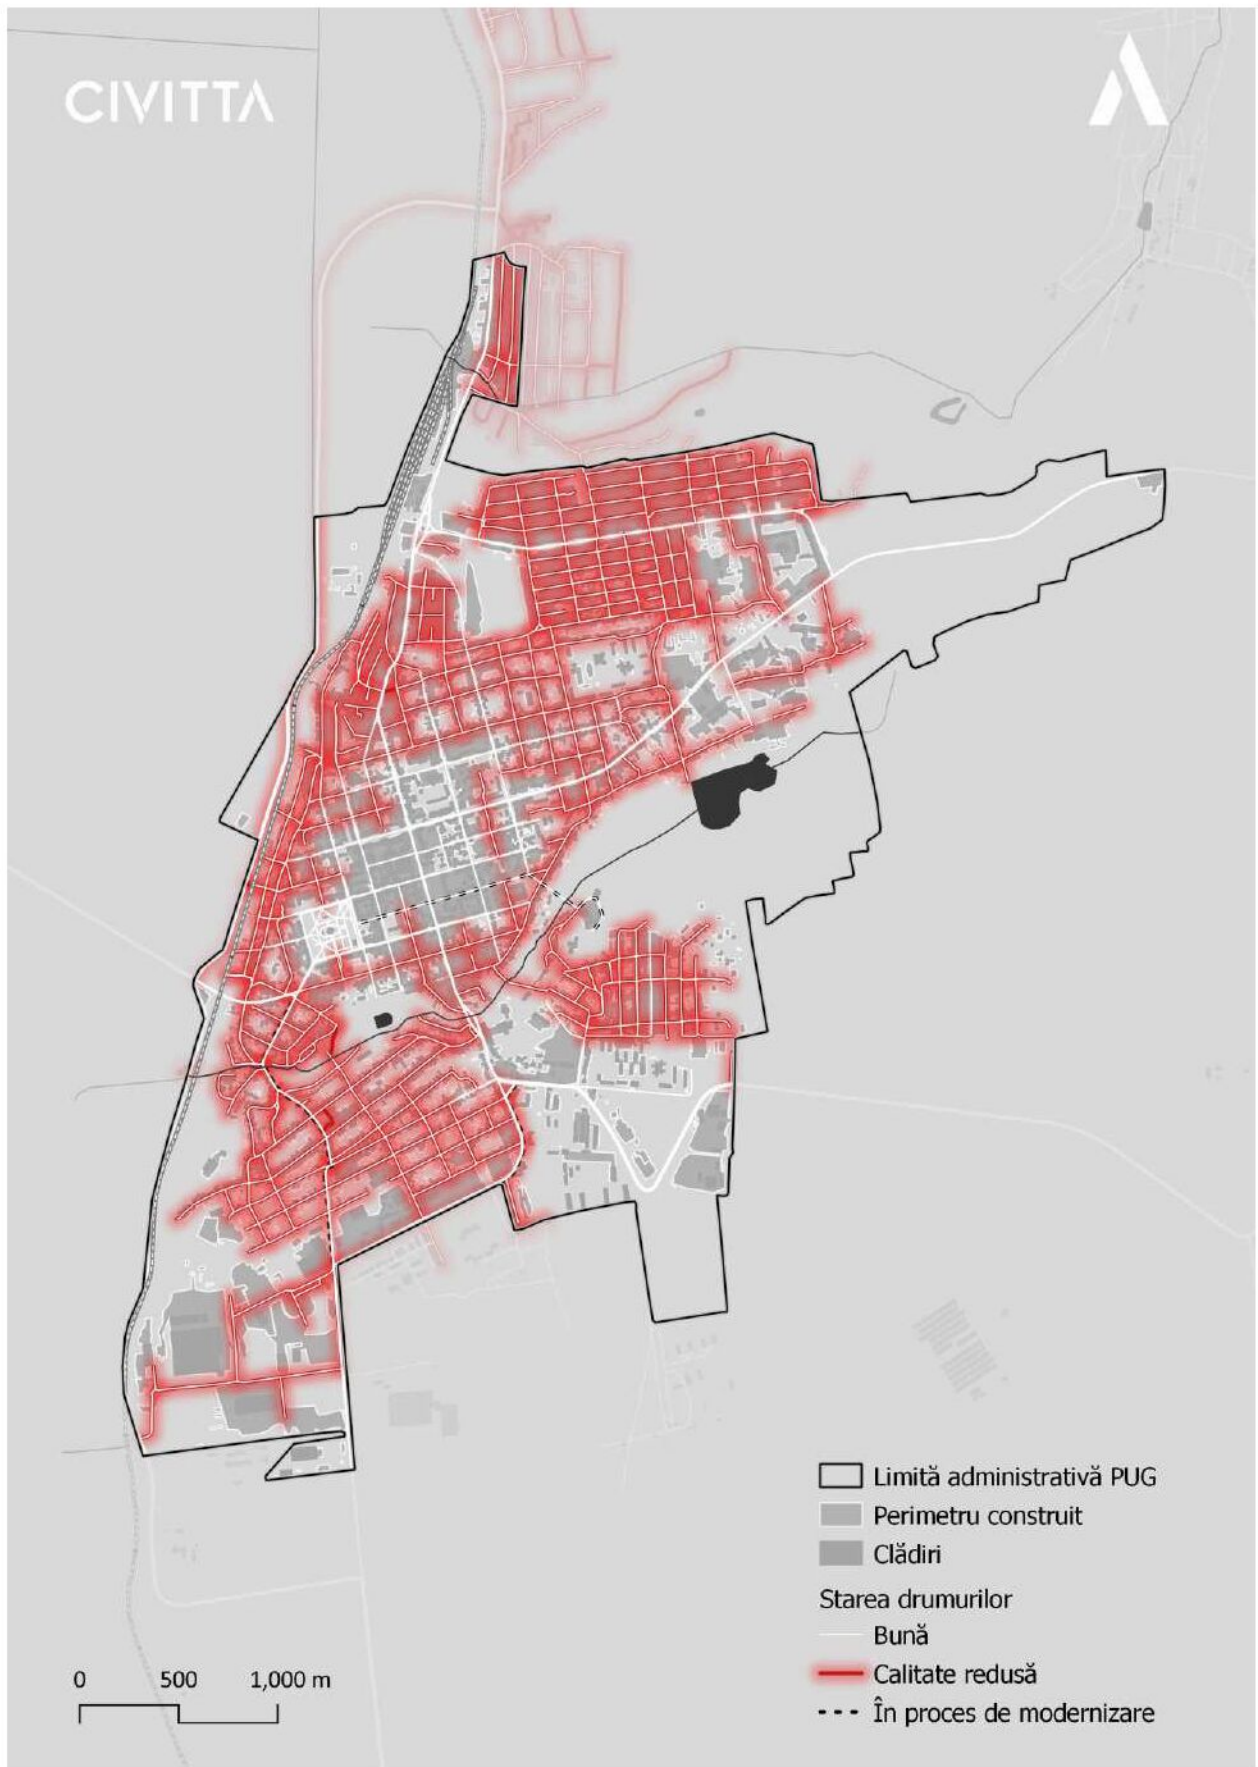 CIVITTA
Limită administrativă PUG
Perimetru construit
Clădiri
Starea drumurilor
Bună
Calitate redusă
În proces de modernizare
0 500 1,000 m